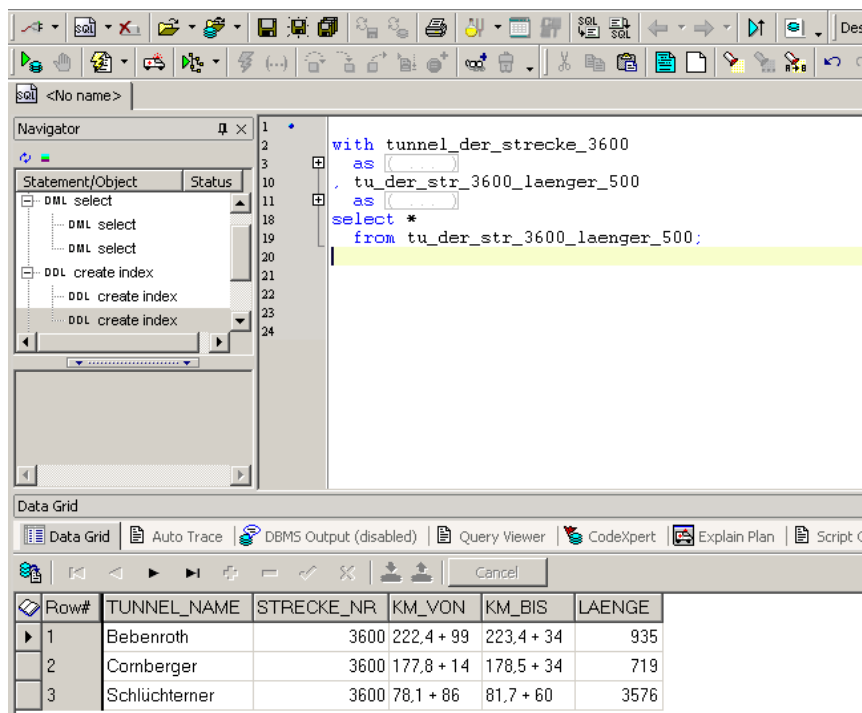 sql
SQL SQL
Des
sql <No name>
Navigator
Statement/Object Status
DML select
DML select
DML select
DDL create index
DDL create index
DDL create index
1
2 with tunnel_der_strecke_3600
3 as ( . . . )
10 , tu_der_str_3600_laenger_500
11 as ( . . . )
18 select *
19 from tu_der_str_3600_laenger_500;
20
21
22
23
24
Data Grid
Data Grid Auto Trace DBMS Output (disabled) Query Viewer CodeXpert Explain Plan Script
Cancel
Row# TUNNEL_NAME STRECKE_NR KM_VON KM_BIS LAENGE
1 Bebenroth 3600 222,4 + 99 223,4 + 34 935
2 Cornberger 3600 177,8 + 14 178,5 + 34 719
3 Schlüchterner 3600 78,1 + 86 81,7 + 60 3576